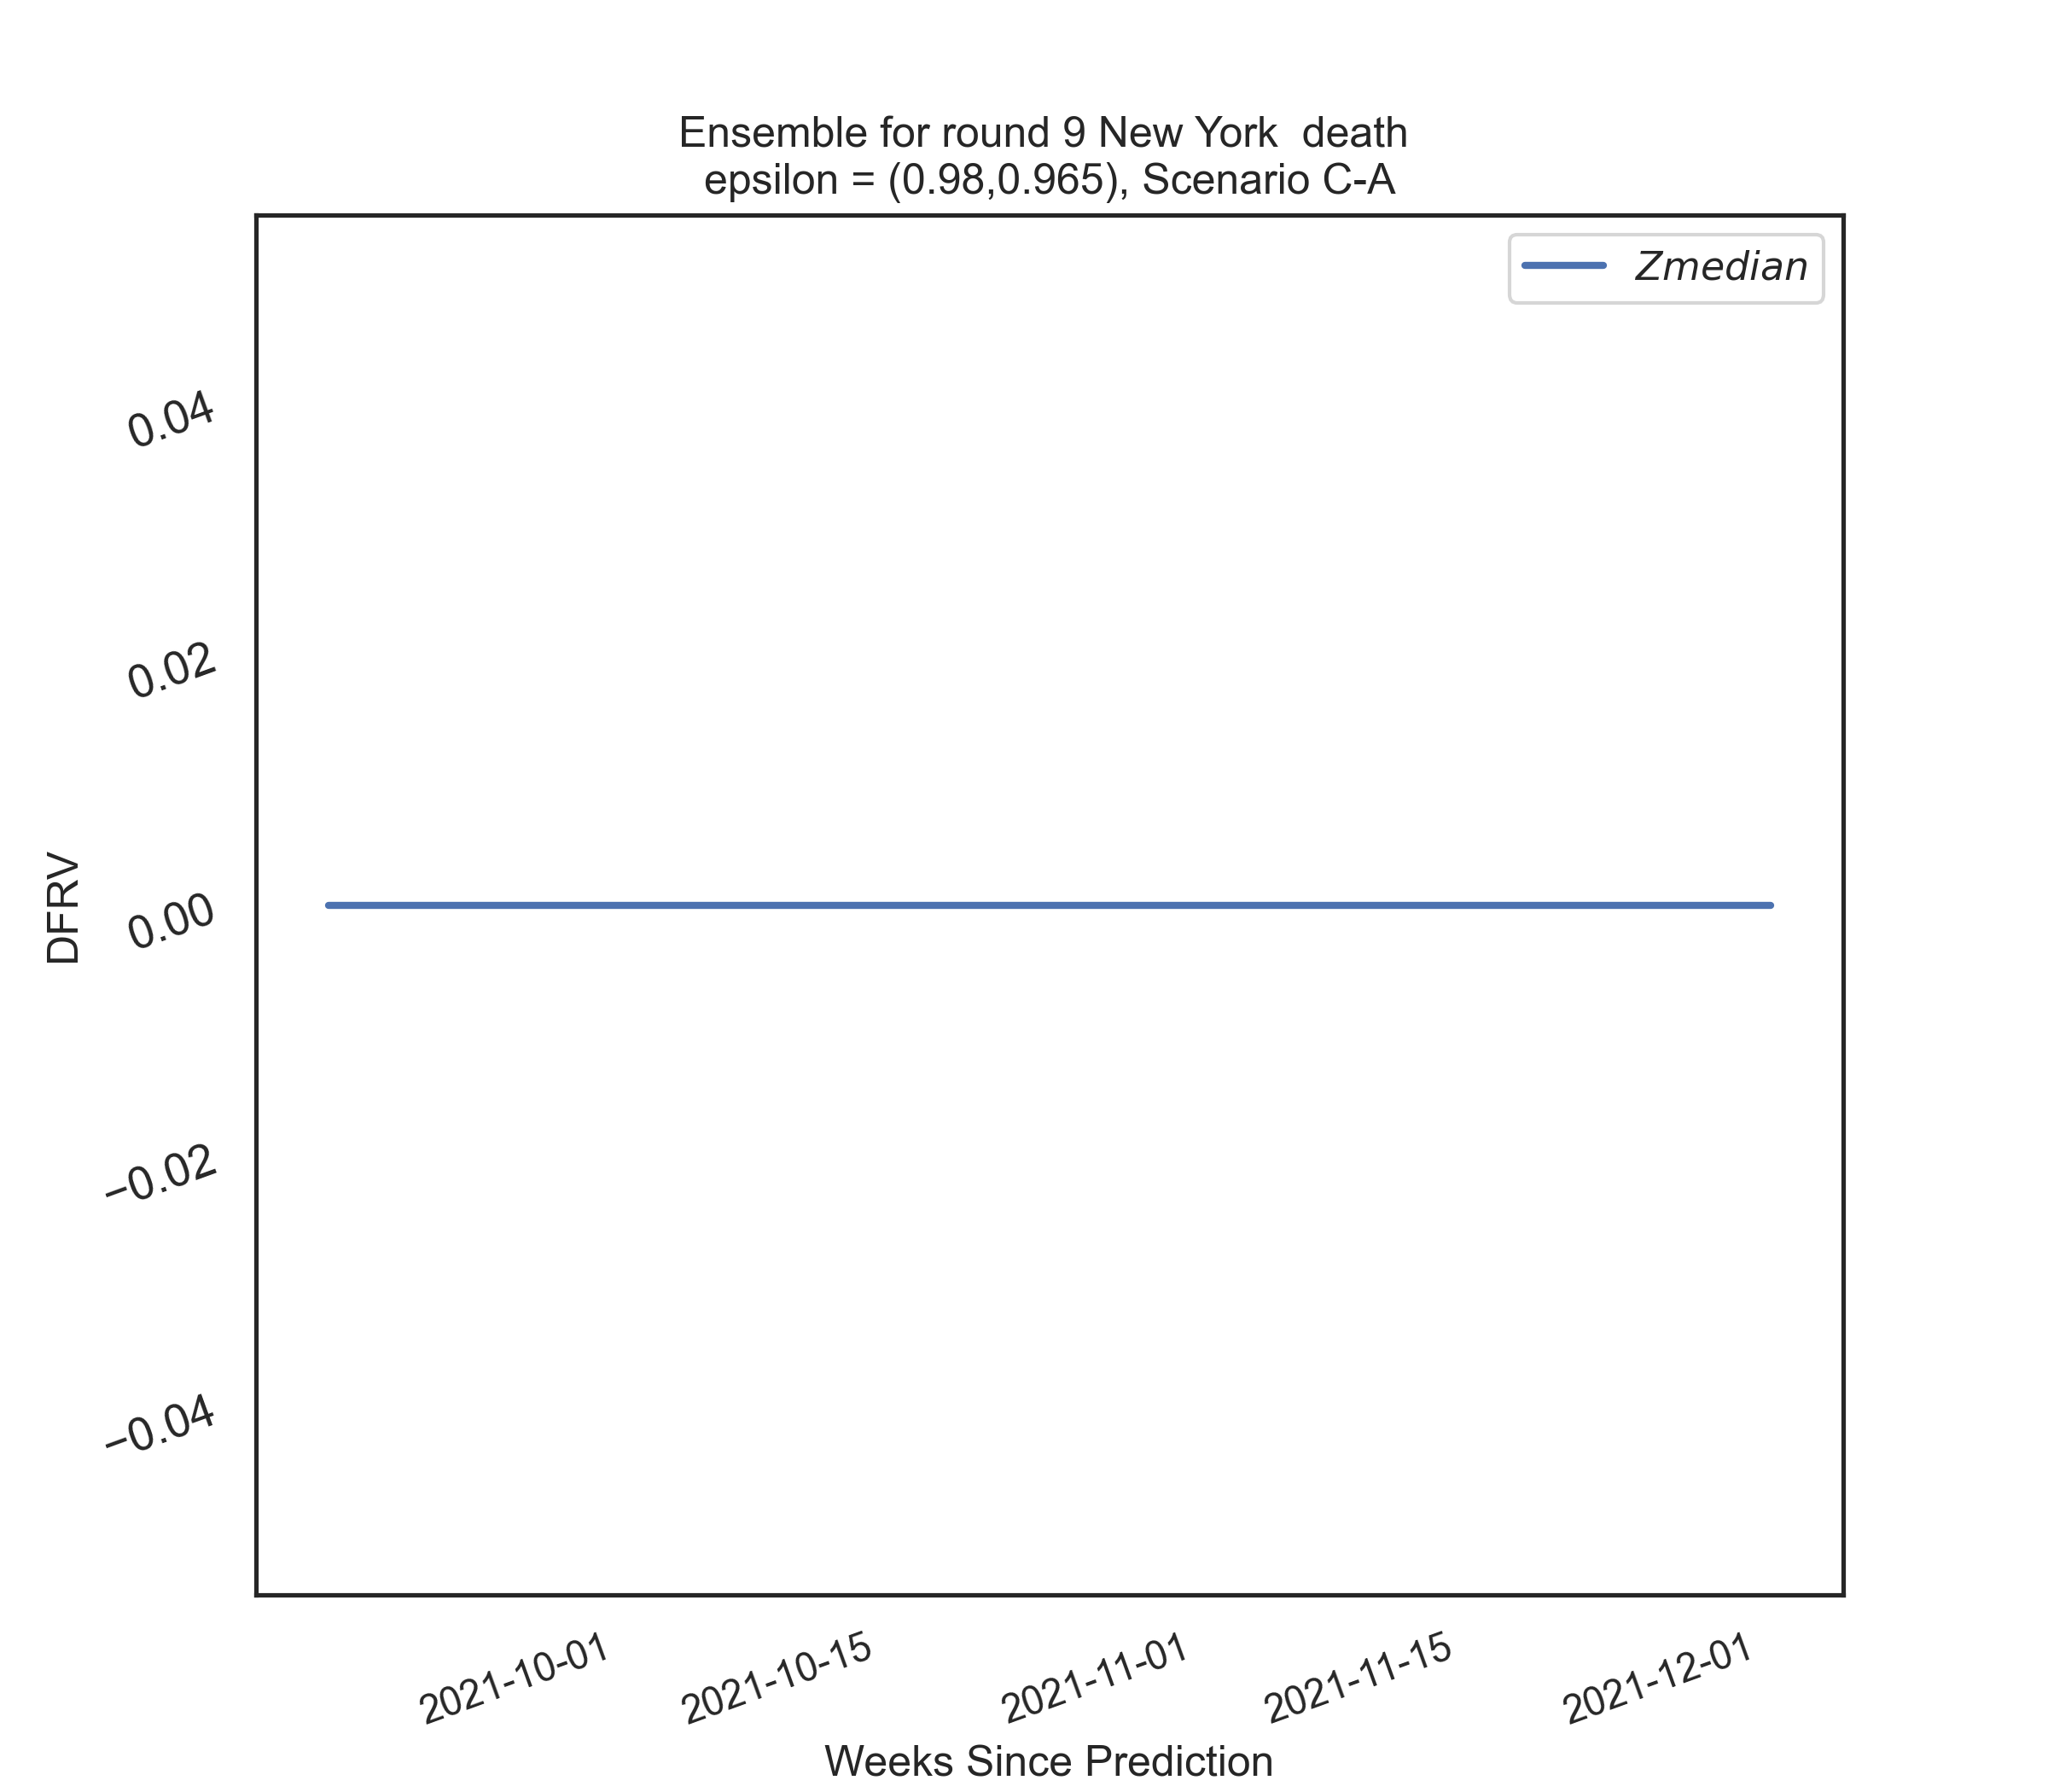 Ensemble for round 9 New York  death
epsilon = (0.98,0.965), Scenario C-A
Zmedian
0.04
0.02
0.00
−0.02
−0.04
DFRV
2021-10-01
2021-10-15
2021-11-01
2021-11-15
2021-12-01
Weeks Since Prediction